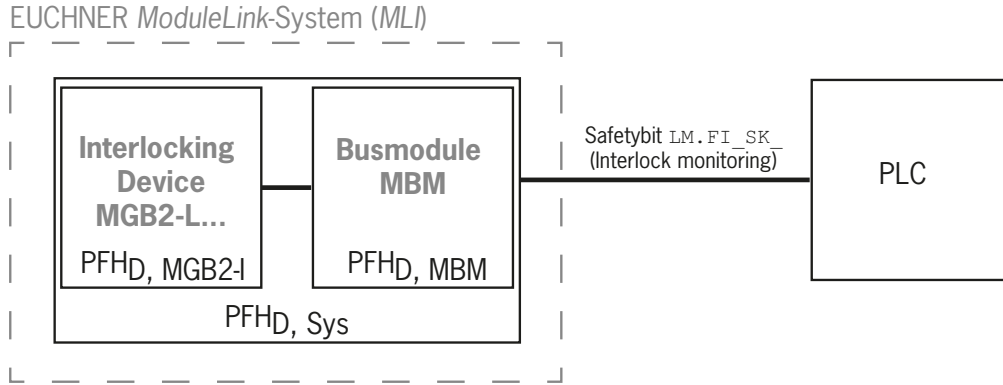 EUCHNER ModuleLink-System (MLI)
Interlocking
Device
MGB2-L...
PFHD, MGB2-I
Busmodule
MBM
PFHD, MBM
PFHD, Sys
Safetybit LM.FI_SK_
(Interlock monitoring)
PLC